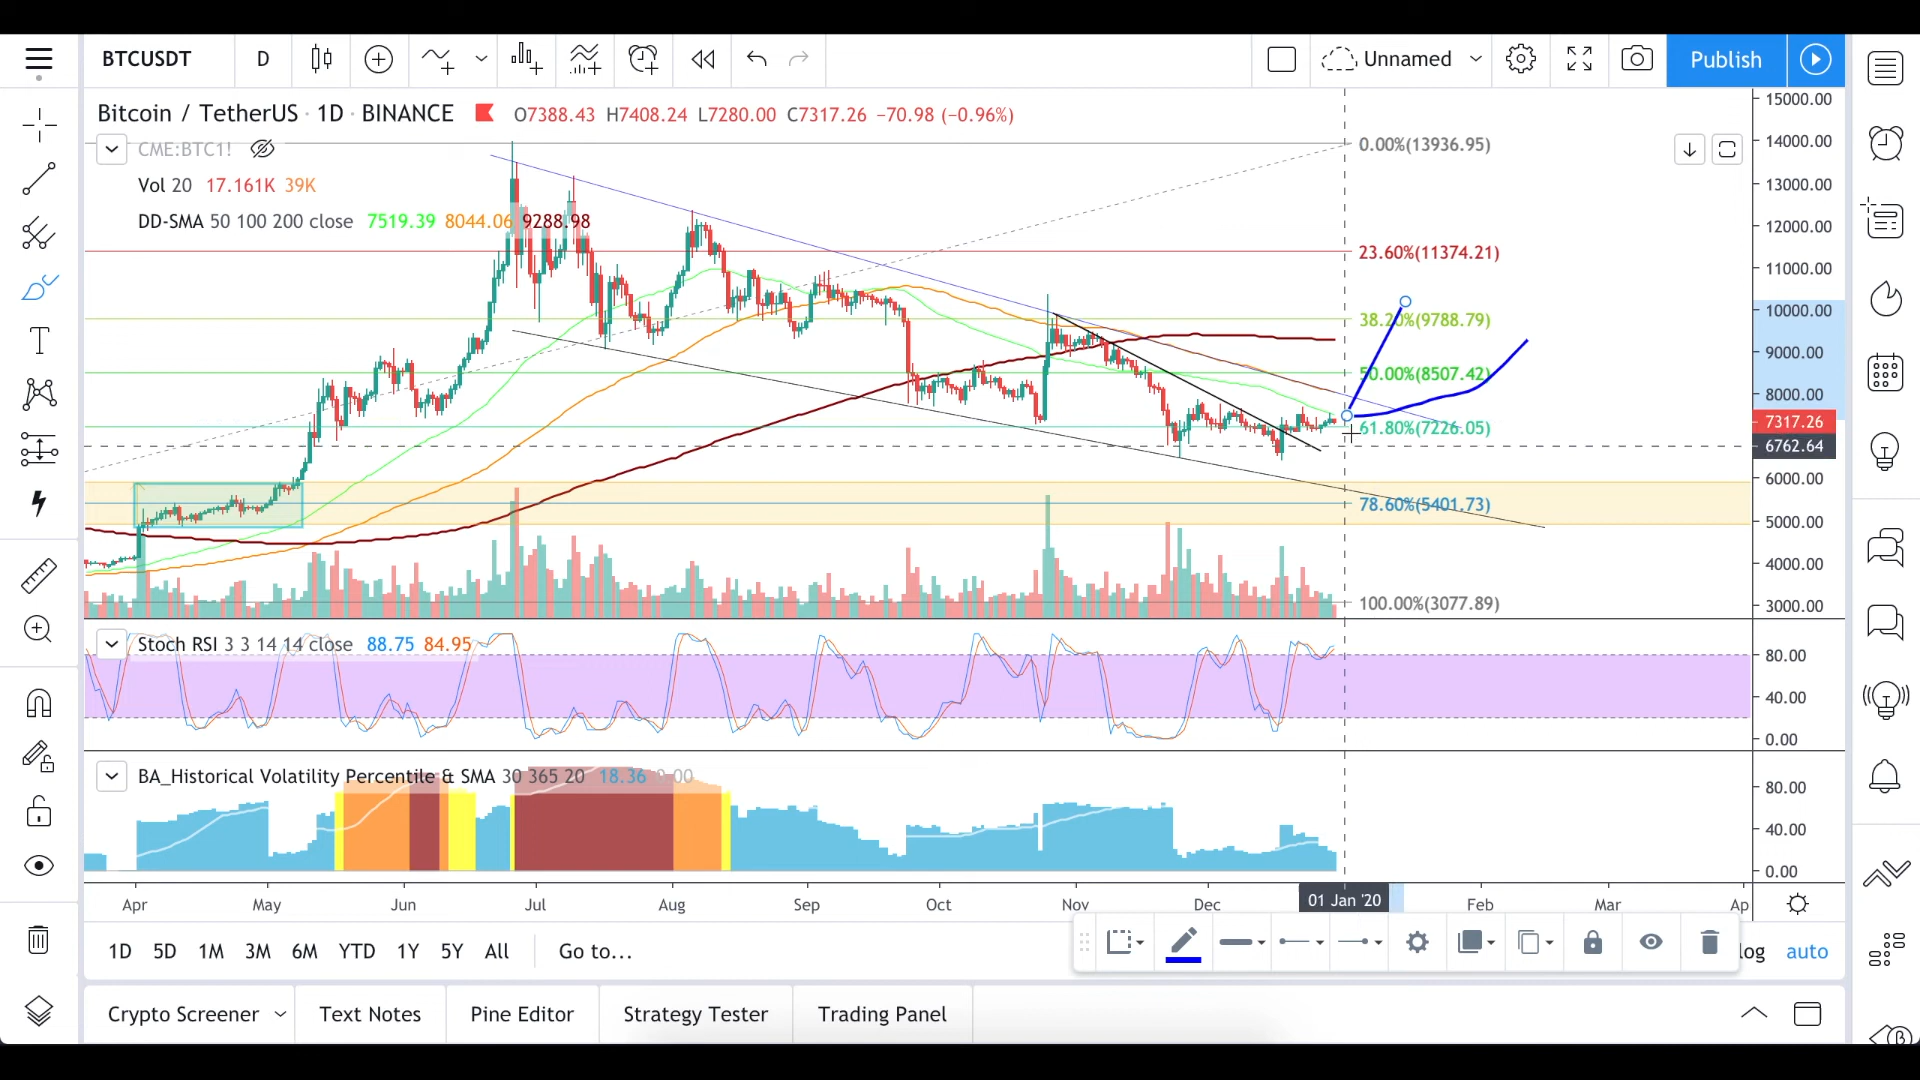 BTCUSDT D Unnamed Publish
Bitcoin / TetherUS · 1D · BINANCE O7388.43 H7408.24 L7280.00 C7317.26 −70.98 (−0.96%)
CME:BTC1!
Vol 20 17.161K 39K
DD-SMA 50 100 200 close 7519.39 8044.06 9288.98
0.00%(13936.95)
23.60%(11374.21)
38.20%(9788.79)
50.00%(8507.42)
61.80%(7226.05)
78.60%(5401.73)
100.00%(3077.89)
15000.00
14000.00
13000.00
12000.00
11000.00
10000.00
9000.00
8000.00
7317.26
6762.64
6000.00
5000.00
4000.00
3000.00
Stoch RSI 3 3 14 14 close 88.75 84.95
80.00
40.00
0.00
BA_Historical Volatility Percentile & SMA 30 365 20 18.36 0.00
80.00
40.00
0.00
Apr May Jun Jul Aug Sep Oct Nov Dec 01 Jan '20 Feb Mar Ap
1D 5D 1M 3M 6M YTD 1Y 5Y All Go to... log auto
Crypto Screener Text Notes Pine Editor Strategy Tester Trading Panel